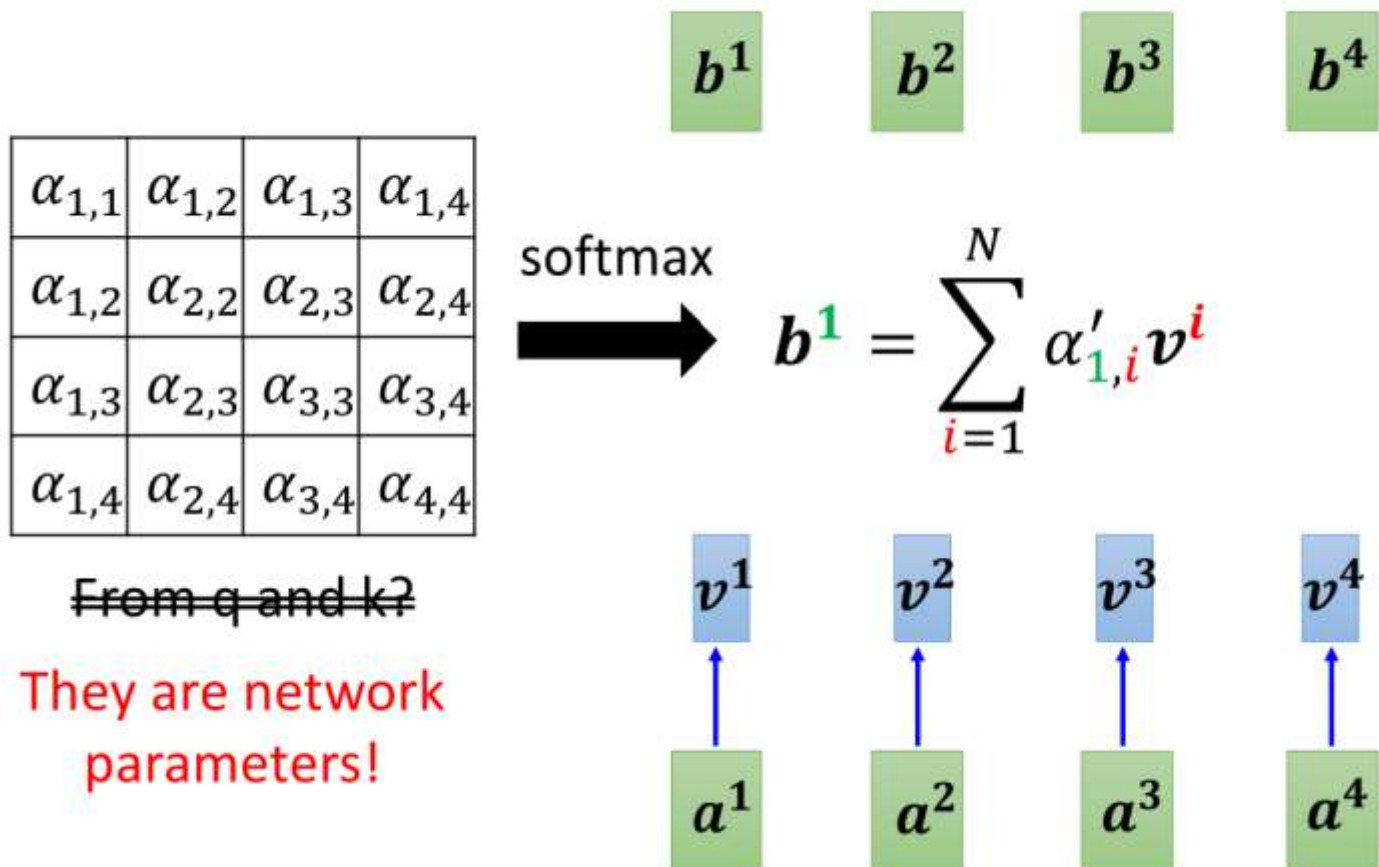 b¹ b² b³ b⁴
α₁,₁ α₁,₂ α₁,₃ α₁,₄
α₁,₂ α₂,₂ α₂,₃ α₂,₄
α₁,₃ α₂,₃ α₃,₃ α₃,₄
α₁,₄ α₂,₄ α₃,₄ α₄,₄
softmax
b¹ = ∑ᵢ₌₁ᴺ α′₁,ᵢ vⁱ
From q and k?
They are network
parameters!
v¹ v² v³ v⁴
a¹ a² a³ a⁴